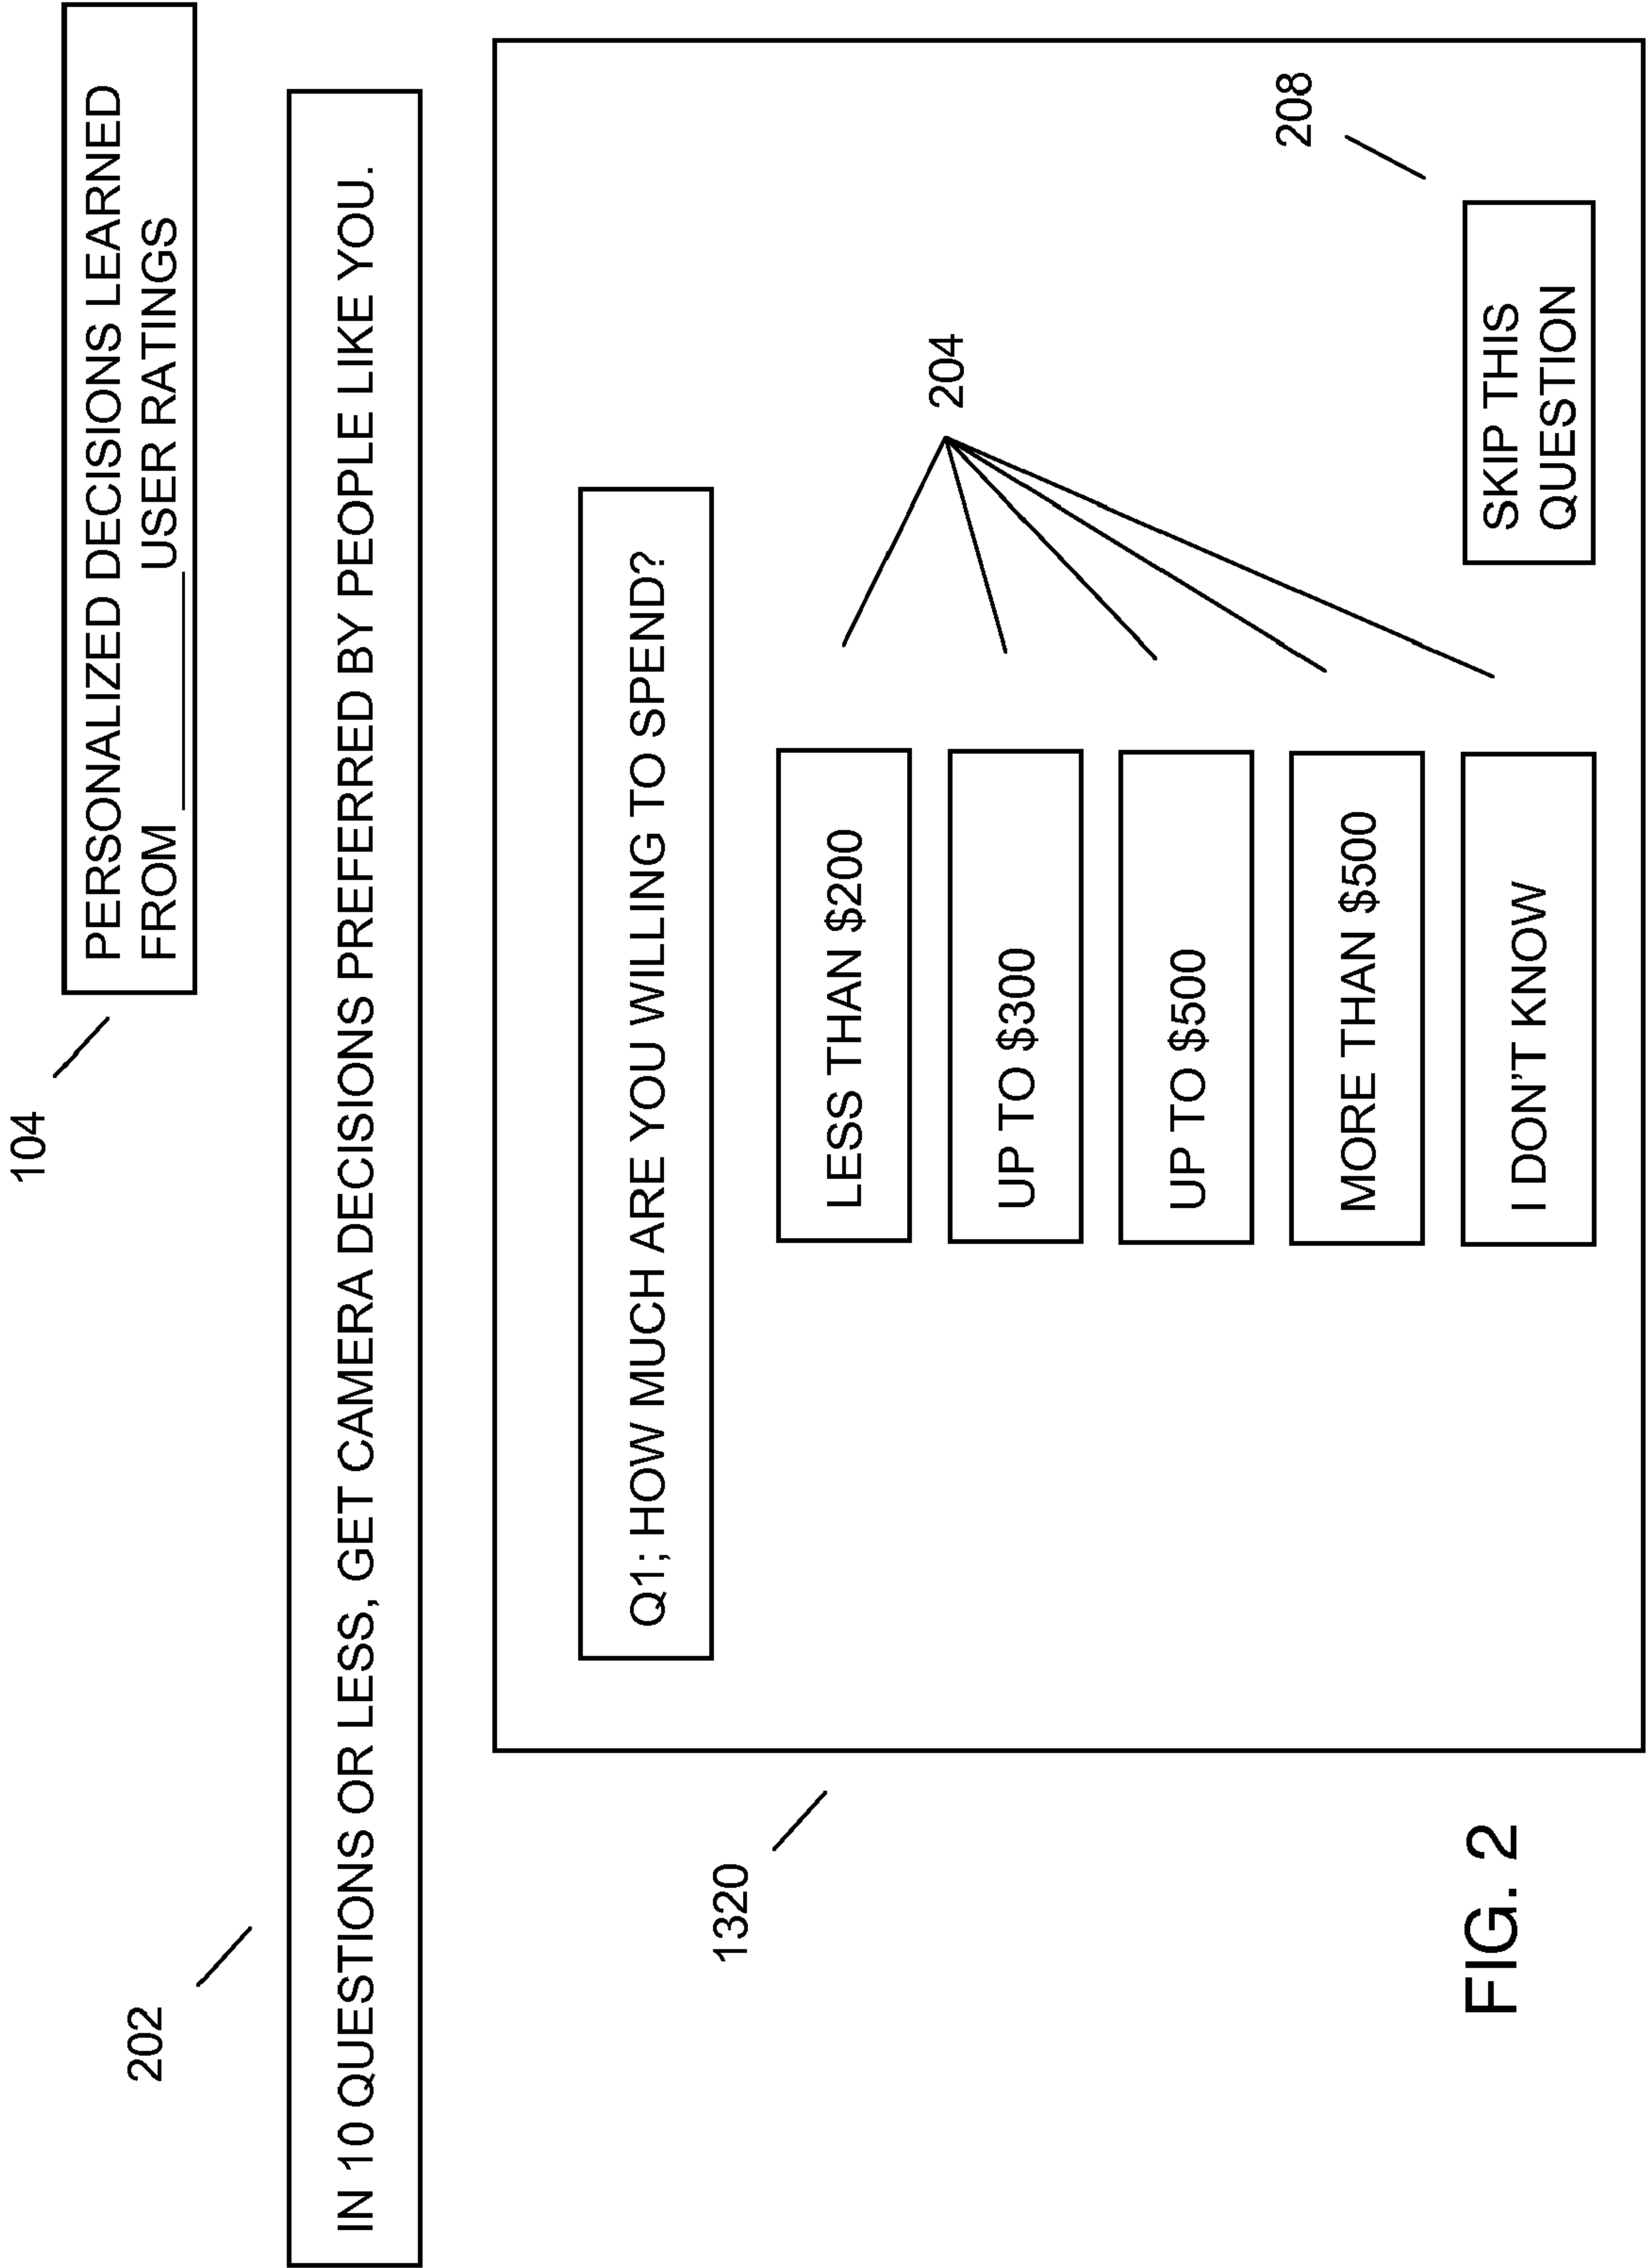 104
PERSONALIZED DECISIONS LEARNED
FROM ________ USER RATINGS
202
IN 10 QUESTIONS OR LESS, GET CAMERA DECISIONS PREFERRED BY PEOPLE LIKE YOU.
1320
Q1; HOW MUCH ARE YOU WILLING TO SPEND?
LESS THAN $200
204
UP TO $300
UP TO $500
MORE THAN $500
I DON'T KNOW
208
SKIP THIS
QUESTION
FIG. 2